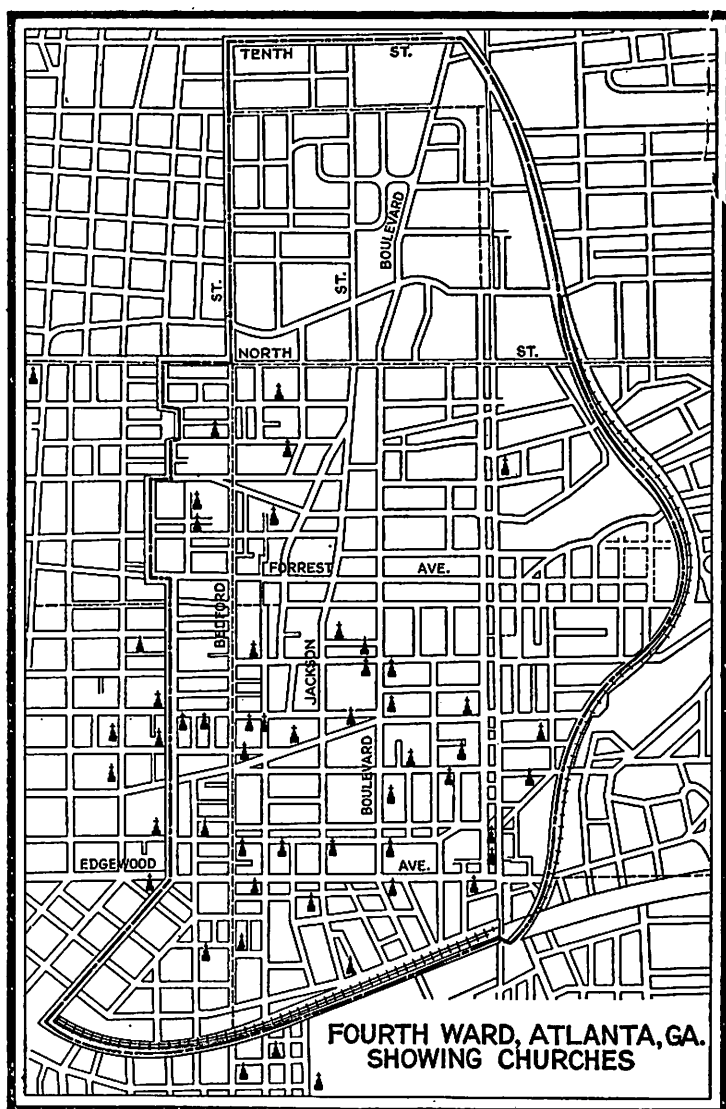 TENTH ST.
BOULEVARD
ST.
ST.
NORTH ST.
FORREST AVE.
BEDFORD
JACKSON
BOULEVARD
EDGEWOOD AVE.
FOURTH WARD, ATLANTA, GA.
SHOWING CHURCHES